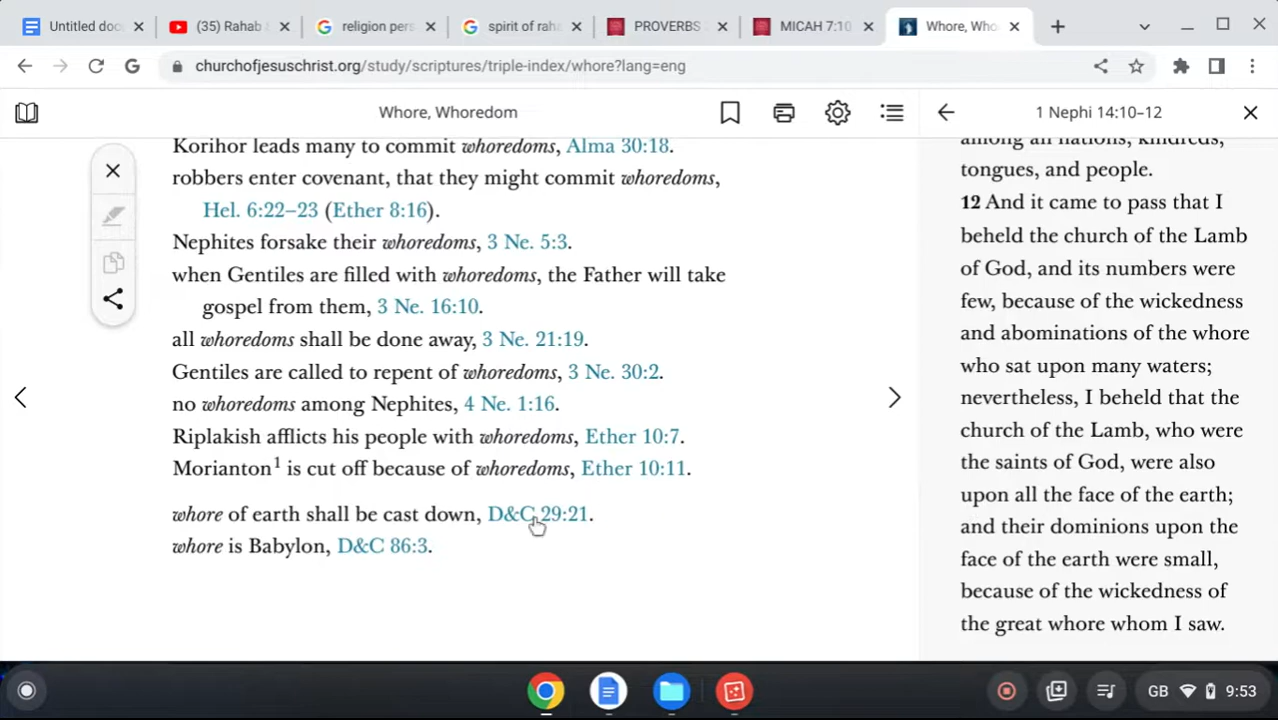 Untitled doc
(35) Rahab
religion pers
spirit of raha
PROVERBS
MICAH 7:10
Whore, Who
churchofjesuschrist.org/study/scriptures/triple-index/whore?lang=eng
Whore, Whoredom
Korihor leads many to commit whoredoms, Alma 30:18.
robbers enter covenant, that they might commit whoredoms,
Hel. 6:22–23 (Ether 8:16).
Nephites forsake their whoredoms, 3 Ne. 5:3.
when Gentiles are filled with whoredoms, the Father will take
gospel from them, 3 Ne. 16:10.
all whoredoms shall be done away, 3 Ne. 21:19.
Gentiles are called to repent of whoredoms, 3 Ne. 30:2.
no whoredoms among Nephites, 4 Ne. 1:16.
Riplakish afflicts his people with whoredoms, Ether 10:7.
Morianton1 is cut off because of whoredoms, Ether 10:11.
whore of earth shall be cast down, D&C 29:21.
whore is Babylon, D&C 86:3.
1 Nephi 14:10–12
among all nations, kindreds,
tongues, and people.
12 And it came to pass that I
beheld the church of the Lamb
of God, and its numbers were
few, because of the wickedness
and abominations of the whore
who sat upon many waters;
nevertheless, I beheld that the
church of the Lamb, who were
the saints of God, were also
upon all the face of the earth;
and their dominions upon the
face of the earth were small,
because of the wickedness of
the great whore whom I saw.
GB 9:53